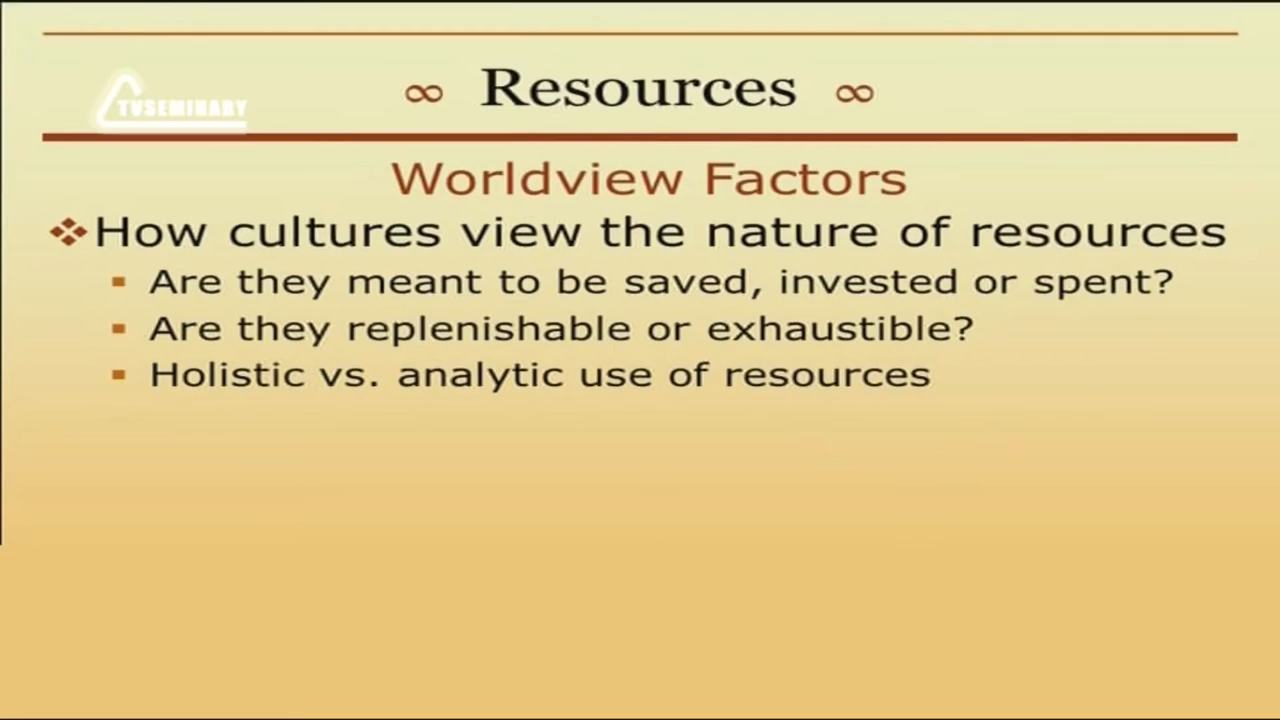 ∞ Resources ∞
TVSEMINARY
Worldview Factors
❖How cultures view the nature of resources
▪ Are they meant to be saved, invested or spent?
▪ Are they replenishable or exhaustible?
▪ Holistic vs. analytic use of resources